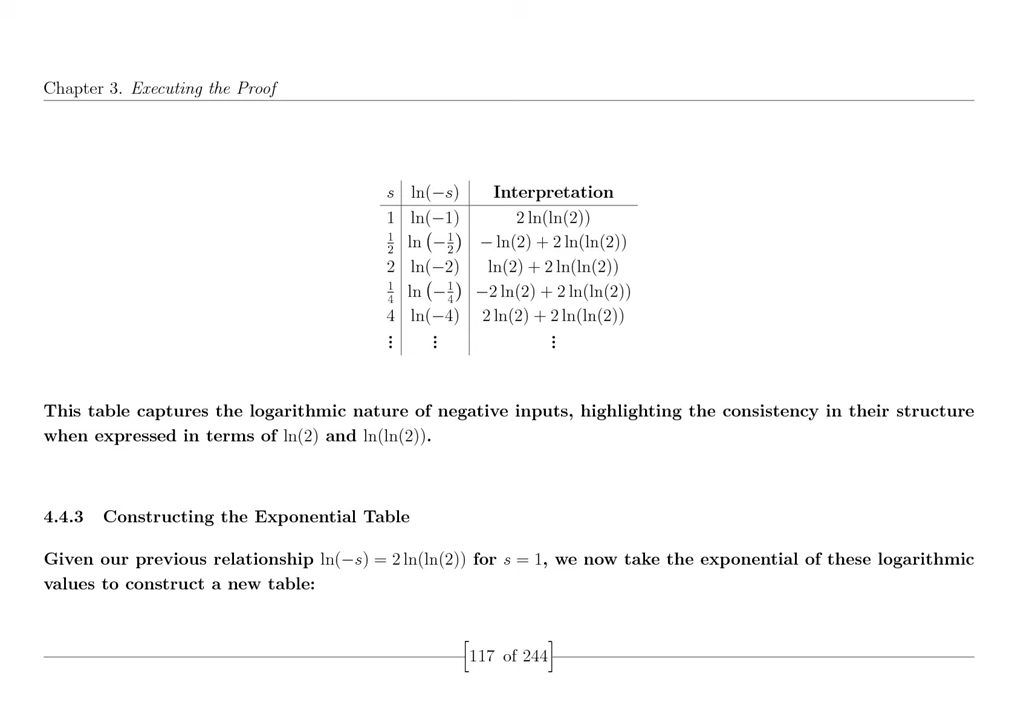 Chapter 3. Executing the Proof
s ln(−s) Interpretation
1 ln(−1) 2 ln(ln(2))
1/2 ln (−1/2) − ln(2) + 2 ln(ln(2))
2 ln(−2) ln(2) + 2 ln(ln(2))
1/4 ln (−1/4) −2 ln(2) + 2 ln(ln(2))
4 ln(−4) 2 ln(2) + 2 ln(ln(2))
⋮ ⋮ ⋮
This table captures the logarithmic nature of negative inputs, highlighting the consistency in their structure
when expressed in terms of ln(2) and ln(ln(2)).
4.4.3 Constructing the Exponential Table
Given our previous relationship ln(−s) = 2 ln(ln(2)) for s = 1, we now take the exponential of these logarithmic
values to construct a new table:
[117 of 244]